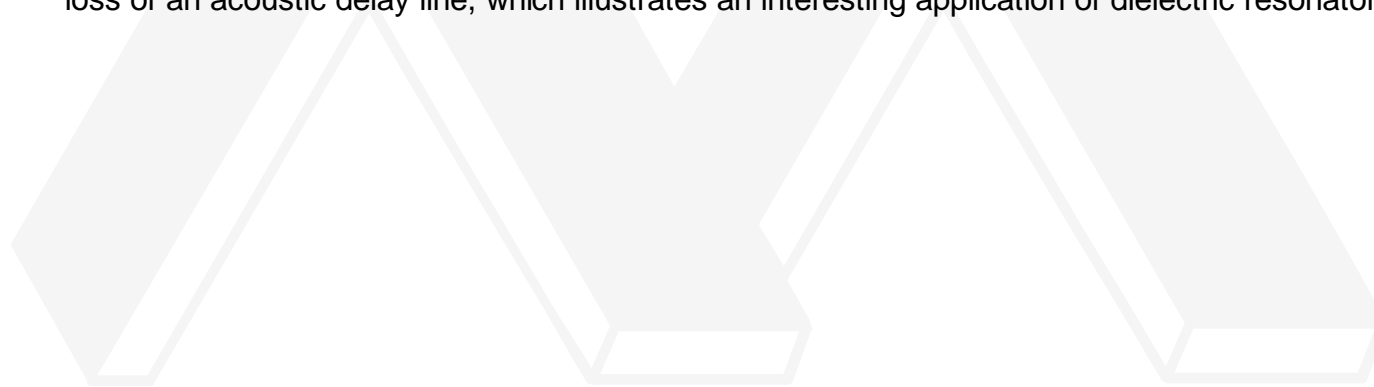 loss of an acoustic delay line, which illustrates an interesting application of dielectric resonator